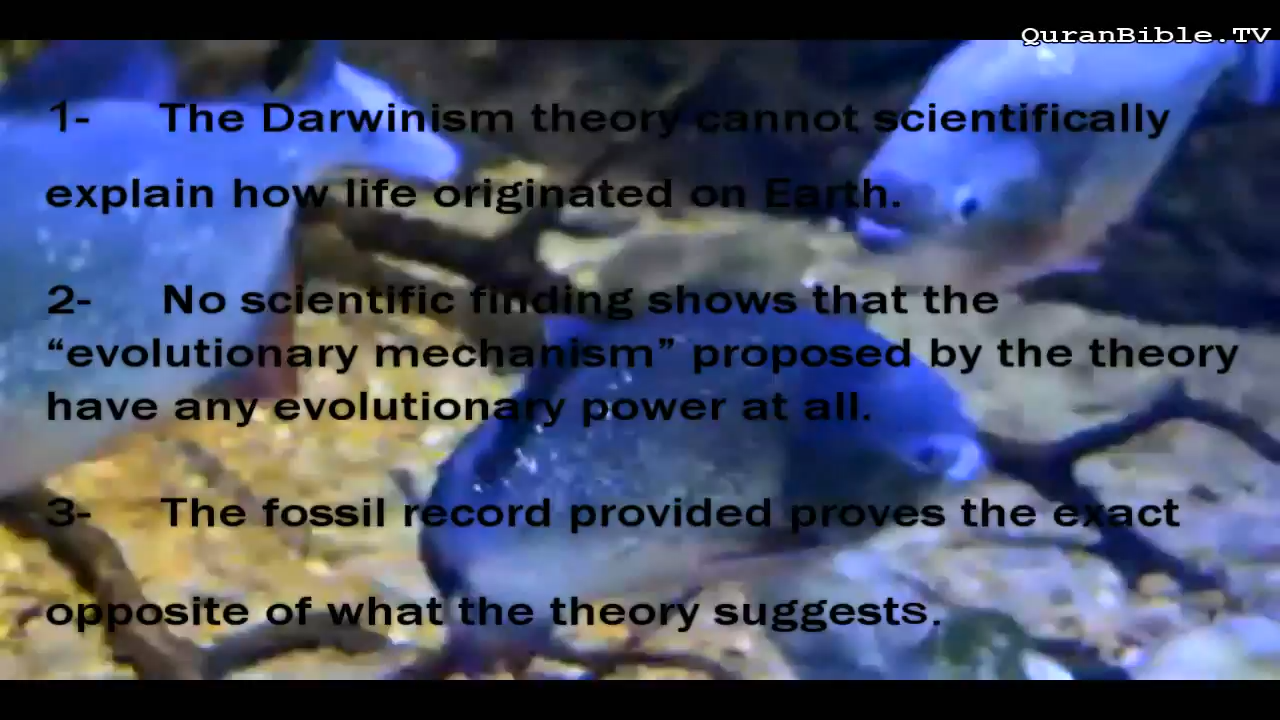 QuranBible.TV
1- The Darwinism theory cannot scientifically
explain how life originated on Earth.
2- No scientific finding shows that the
“evolutionary mechanism” proposed by the theory
have any evolutionary power at all.
3- The fossil record provided proves the exact
opposite of what the theory suggests.